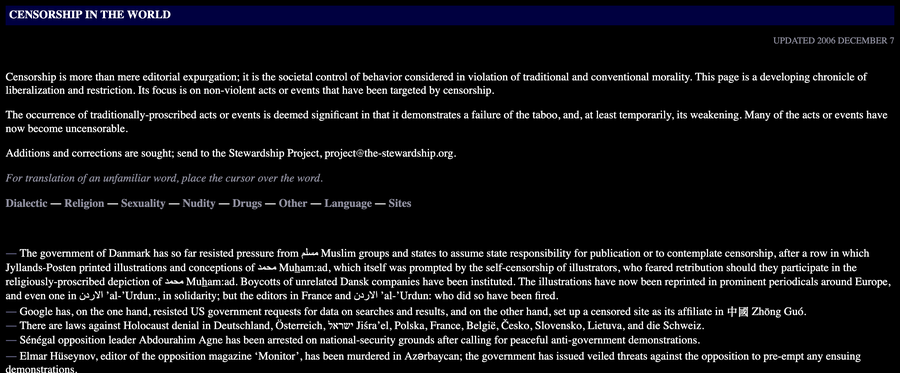 CENSORSHIP IN THE WORLD
UPDATED 2006 DECEMBER 7
Censorship is more than mere editorial expurgation; it is the societal control of behavior considered in violation of traditional and conventional morality. This page is a developing chronicle of
liberalization and restriction. Its focus is on non-violent acts or events that have been targeted by censorship.
The occurrence of traditionally-proscribed acts or events is deemed significant in that it demonstrates a failure of the taboo, and, at least temporarily, its weakening. Many of the acts or events have
now become uncensorable.
Additions and corrections are sought; send to the Stewardship Project, project@the-stewardship.org.
For translation of an unfamiliar word, place the cursor over the word.
Dialectic — Religion — Sexuality — Nudity — Drugs — Other — Language — Sites
— The government of Danmark has so far resisted pressure from مسلم Muslim groups and states to assume state responsibility for publication or to contemplate censorship, after a row in which
Jyllands-Posten printed illustrations and conceptions of محمد Muẖam:ad, which itself was prompted by the self-censorship of illustrators, who feared retribution should they participate in the
religiously-proscribed depiction of محمد Muẖam:ad. Boycotts of unrelated Dansk companies have been instituted. The illustrations have now been reprinted in prominent periodicals around Europe,
and even one in الاردن ’al-’Urdun:, in solidarity; but the editors in France and الاردن ’al-’Urdun: who did so have been fired.
— Google has, on the one hand, resisted US government requests for data on searches and results, and on the other hand, set up a censored site as its affiliate in 中國 Zhōng Guó.
— There are laws against Holocaust denial in Deutschland, Österreich, ישראל Jiśra’el, Polska, France, België, Česko, Slovensko, Lietuva, and die Schweiz.
— Sénégal opposition leader Abdourahim Agne has been arrested on national-security grounds after calling for peaceful anti-government demonstrations.
— Elmar Hüseynov, editor of the opposition magazine ‘Monitor’, has been murdered in Azərbaycan; the government has issued veiled threats against the opposition to pre-empt any ensuing
demonstrations.